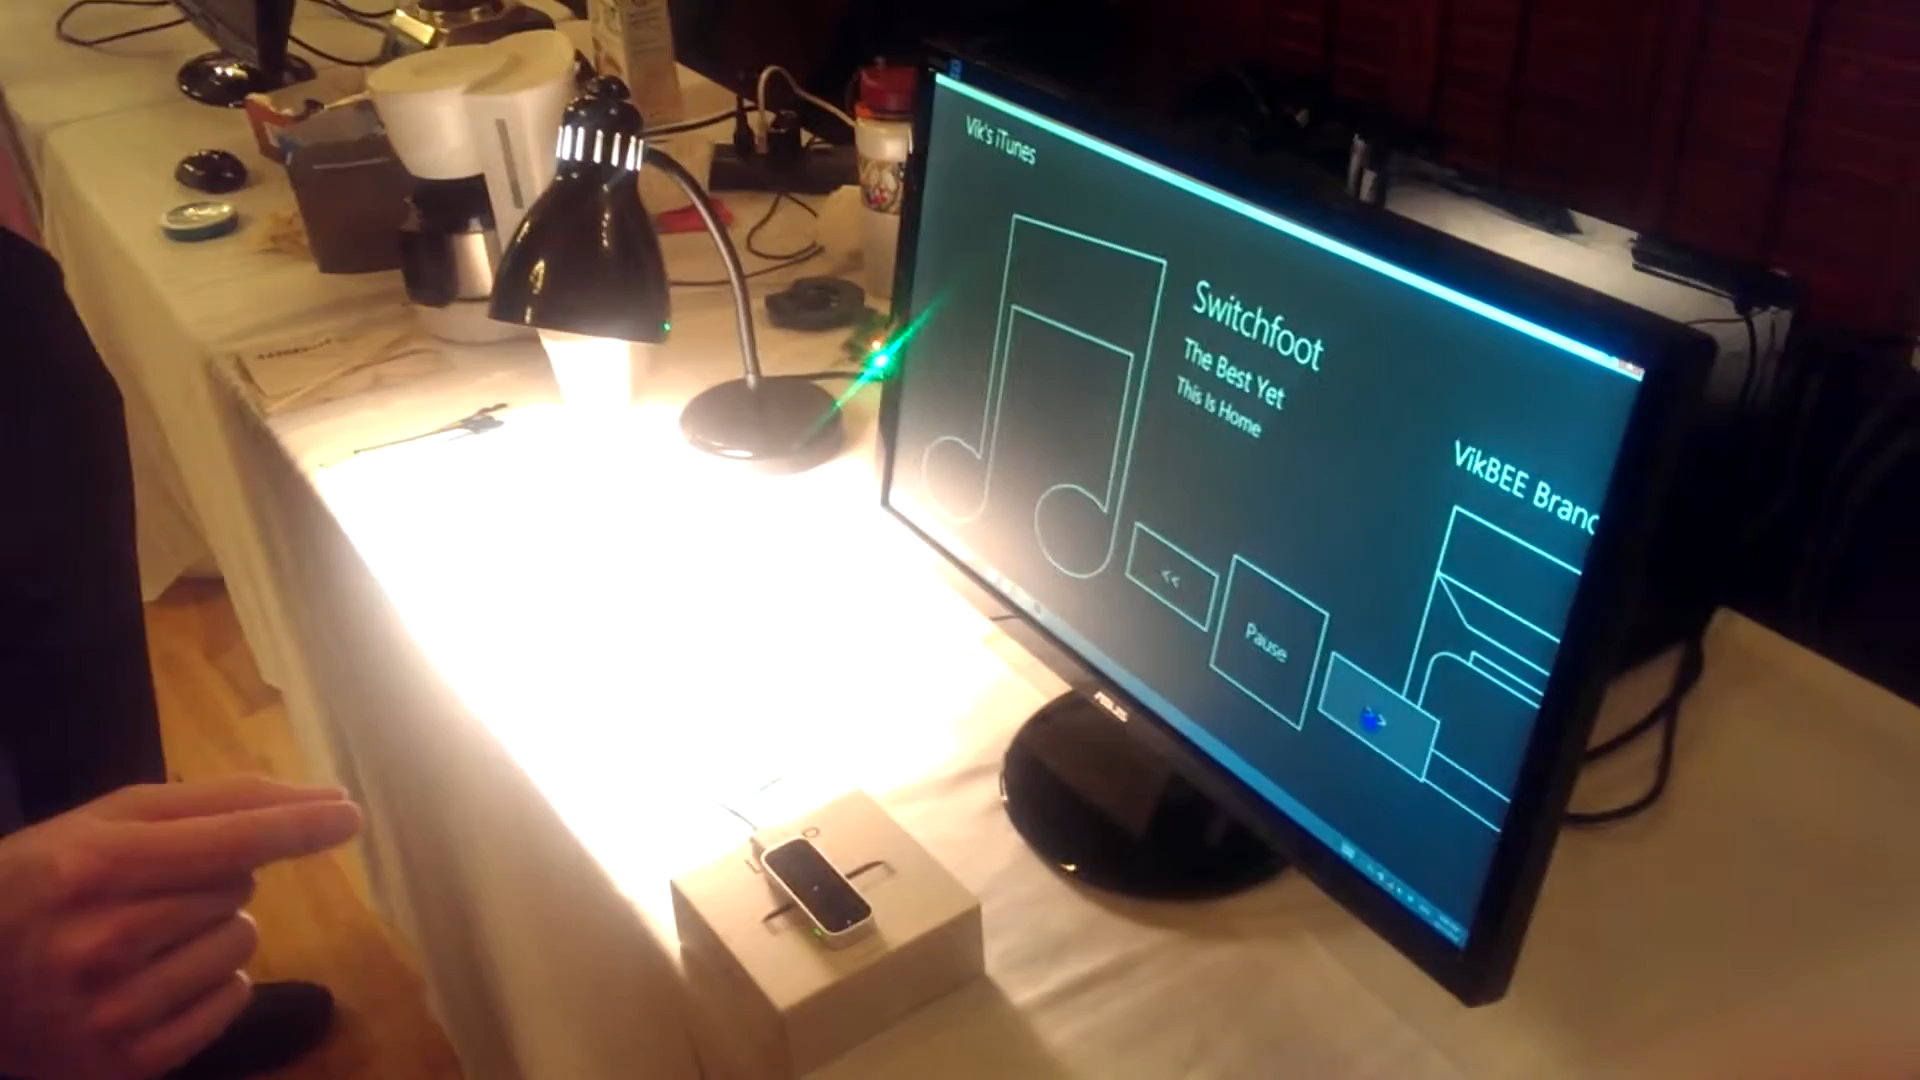 Vik's iTunes
Switchfoot
The Best Yet
This Is Home
VikBEE Branc
<<
Pause
>>
ASUS